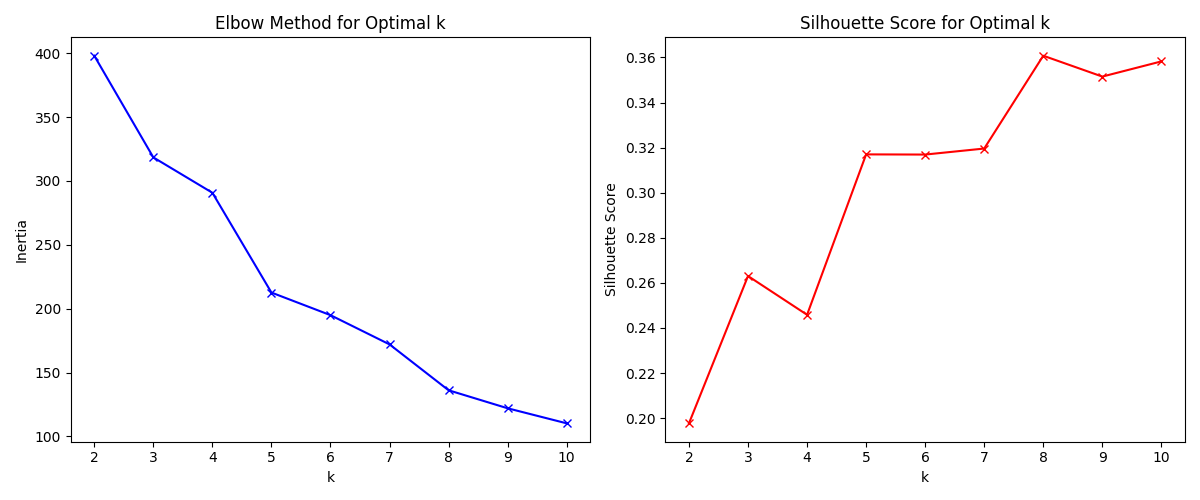 Elbow Method for Optimal k
400
350
300
250
200
150
100
Inertia
2 3 4 5 6 7 8 9 10
k
Silhouette Score for Optimal k
0.36
0.34
0.32
0.30
0.28
0.26
0.24
0.22
0.20
Silhouette Score
2 3 4 5 6 7 8 9 10
k